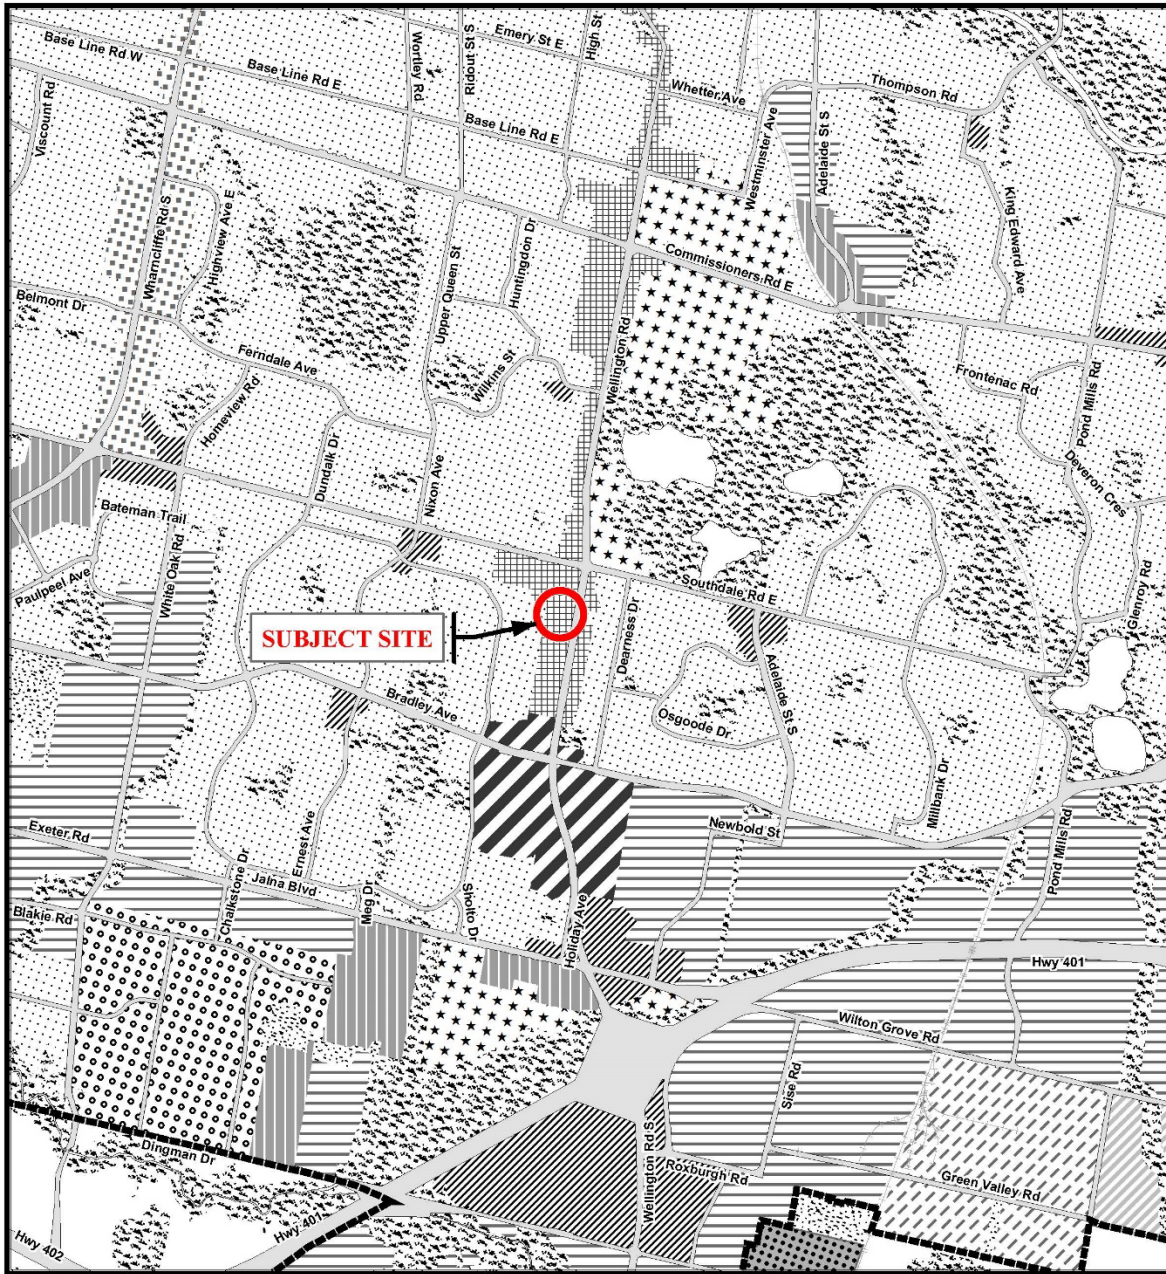 Base Line Rd W
Base Line Rd E
Wortley Rd
Ridout St S
Emery St E
High St
Whetter Ave
Thompson Rd
Viscount Rd
Base Line Rd E
Westminster Ave
Adelaide St S
King Edward Ave
Wharncliffe Rd S
Highview Ave E
Upper Queen St
Huntingdon Dr
Commissioners Rd E
Belmont Dr
Ferndale Ave
Wilkins St
Wellington Rd
Frontenac Rd
Pond Mills Rd
Homeview Rd
Dundalk Dr
Nixon Ave
Deveron Cres
Bateman Trail
White Oak Rd
Paulpeel Ave
Southdale Rd E
Dearness Dr
Glenroy Rd
SUBJECT SITE
Adelaide St S
Bradley Ave
Osgoode Dr
Millbank Dr
Exeter Rd
Ernest Ave
Newbold St
Pond Mills Rd
Jalna Blvd
Chalkstone Dr
Meg Dr
Sholto Dr
Blakie Rd
Holiday Ave
Hwy 401
Wilton Grove Rd
Sise Rd
Dingman Dr
Wellington Rd S
Roxburgh Rd
Green Valley Rd
Hwy 401
Hwy 402